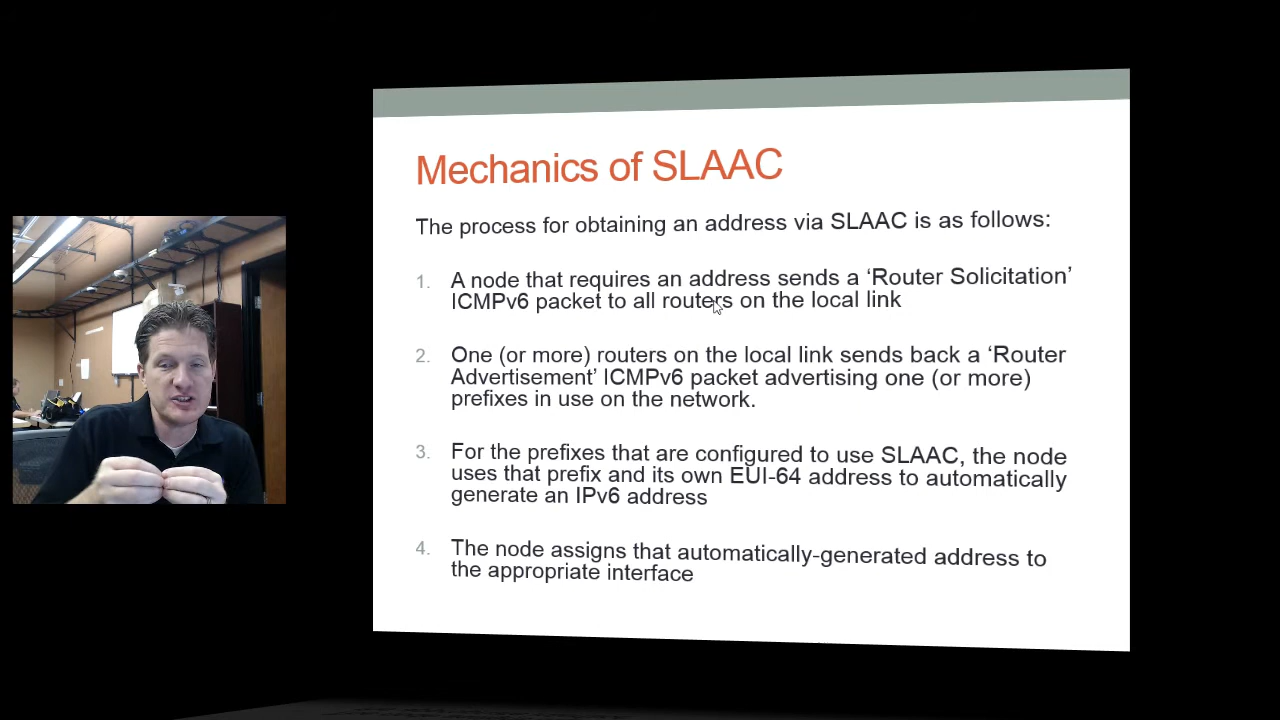 Mechanics of SLAAC
The process for obtaining an address via SLAAC is as follows:
1. A node that requires an address sends a ‘Router Solicitation’
ICMPv6 packet to all routers on the local link
2. One (or more) routers on the local link sends back a ‘Router
Advertisement’ ICMPv6 packet advertising one (or more)
prefixes in use on the network.
3. For the prefixes that are configured to use SLAAC, the node
uses that prefix and its own EUI-64 address to automatically
generate an IPv6 address
4. The node assigns that automatically-generated address to
the appropriate interface